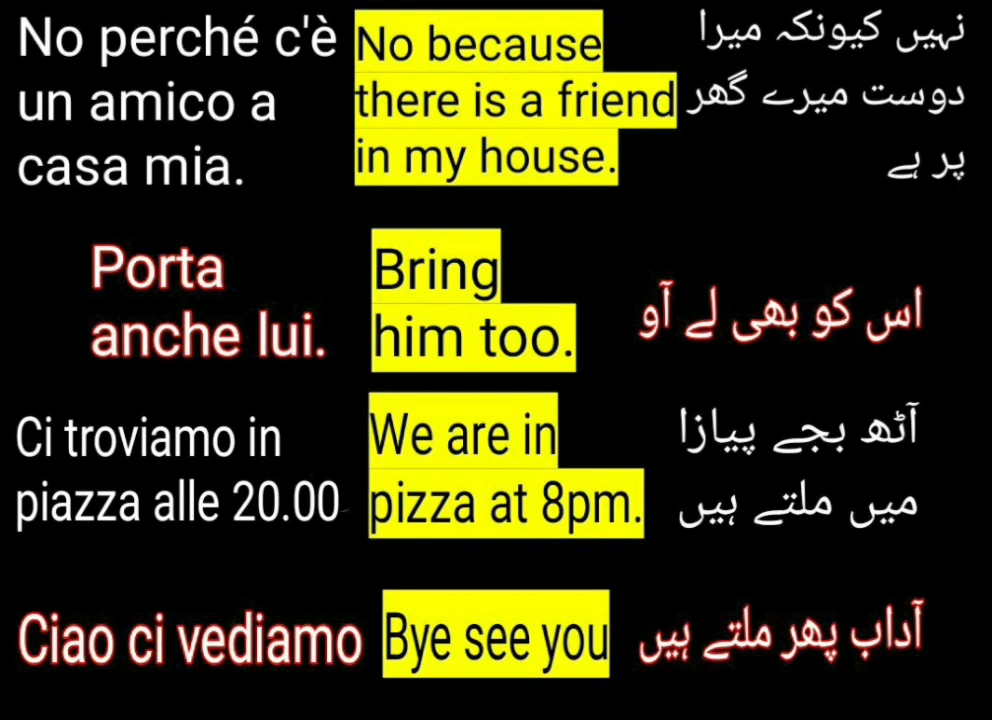 No perché c'è
un amico a
casa mia.
No because
there is a friend
in my house.
نہیں کیونکہ میرا
دوست میرے گھر
پر ہے
Porta
anche lui.
Bring
him too.
اس کو بھی لے آو
Ci troviamo in
piazza alle 20.00
We are in
pizza at 8pm.
آٹھ بجے پیازا
میں ملتے ہیں
Ciao ci vediamo
Bye see you
آداب پھر ملتے ہیں